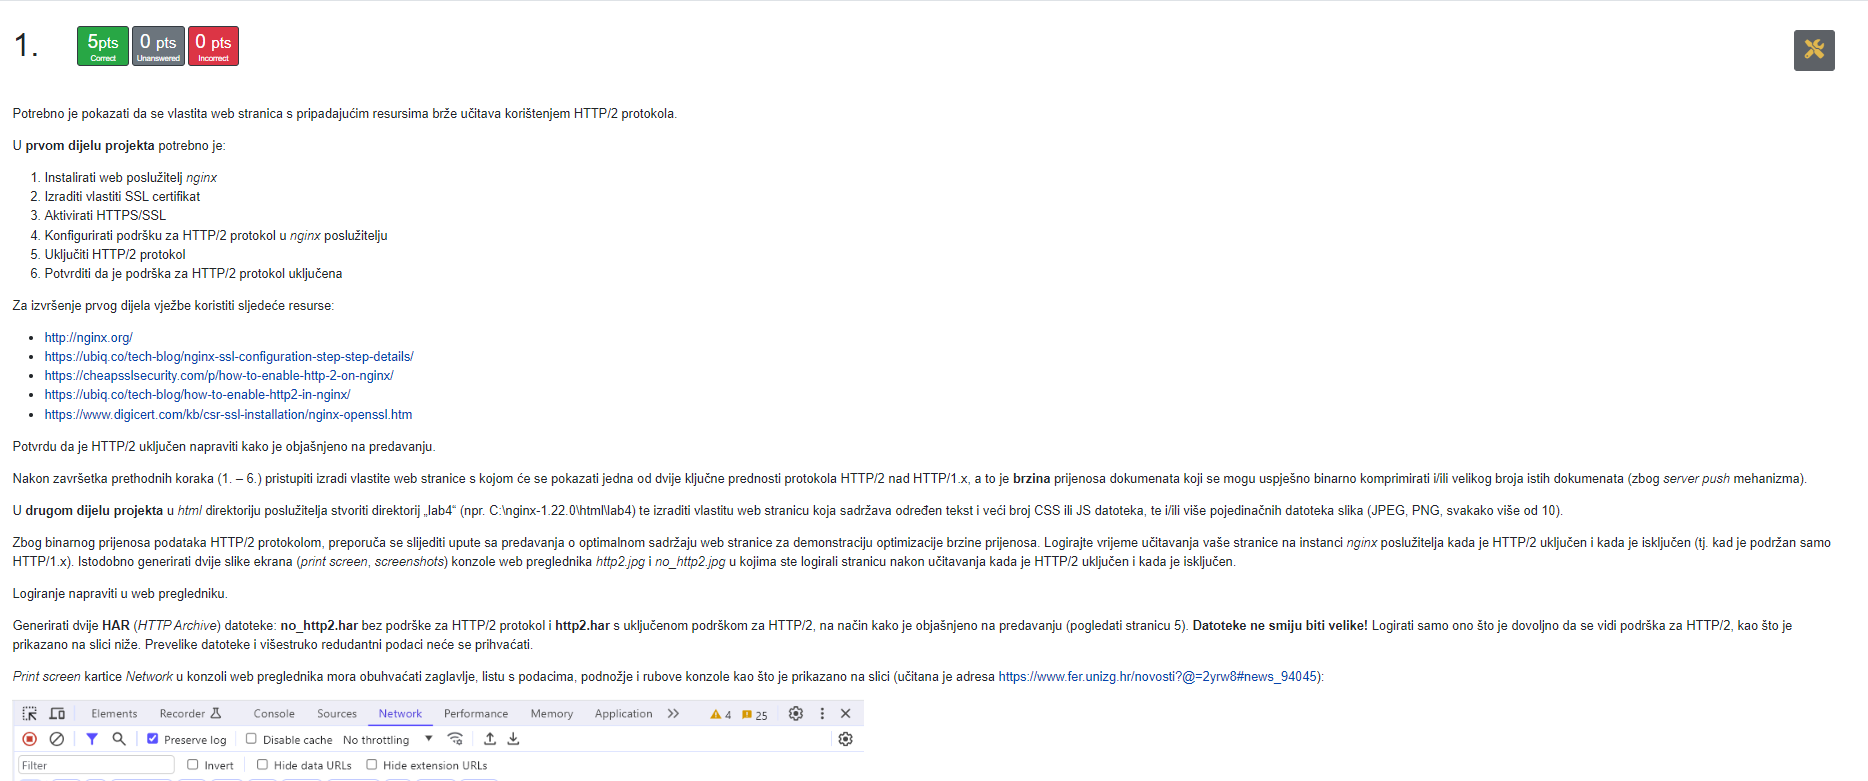 1.
5pts
Correct
0 pts
Unanswered
0 pts
Incorrect
Potrebno je pokazati da se vlastita web stranica s pripadajućim resursima brže učitava korištenjem HTTP/2 protokola.
U prvom dijelu projekta potrebno je:
1. Instalirati web poslužitelj nginx
2. Izraditi vlastiti SSL certifikat
3. Aktivirati HTTPS/SSL
4. Konfigurirati podršku za HTTP/2 protokol u nginx poslužitelju
5. Uključiti HTTP/2 protokol
6. Potvrditi da je podrška za HTTP/2 protokol uključena
Za izvršenje prvog dijela vježbe koristiti sljedeće resurse:
• http://nginx.org/
• https://ubiq.co/tech-blog/nginx-ssl-configuration-step-step-details/
• https://cheapsslsecurity.com/p/how-to-enable-http-2-on-nginx/
• https://ubiq.co/tech-blog/how-to-enable-http2-in-nginx/
• https://www.digicert.com/kb/csr-ssl-installation/nginx-openssl.htm
Potvrdu da je HTTP/2 uključen napraviti kako je objašnjeno na predavanju.
Nakon završetka prethodnih koraka (1. – 6.) pristupiti izradi vlastite web stranice s kojom će se pokazati jedna od dvije ključne prednosti protokola HTTP/2 nad HTTP/1.x, a to je brzina prijenosa dokumenata koji se mogu uspješno binarno komprimirati i/ili velikog broja istih dokumenata (zbog server push mehanizma).
U drugom dijelu projekta u html direktoriju poslužitelja stvoriti direktorij „lab4“ (npr. C:\nginx-1.22.0\html\lab4) te izraditi vlastitu web stranicu koja sadržava određen tekst i veći broj CSS ili JS datoteka, te i/ili više pojedinačnih datoteka slika (JPEG, PNG, svakako više od 10).
Zbog binarnog prijenosa podataka HTTP/2 protokolom, preporuča se slijediti upute sa predavanja o optimalnom sadržaju web stranice za demonstraciju optimizacije brzine prijenosa. Logirajte vrijeme učitavanja vaše stranice na instanci nginx poslužitelja kada je HTTP/2 uključen i kada je isključen (tj. kad je podržan samo
HTTP/1.x). Istodobno generirati dvije slike ekrana (print screen, screenshots) konzole web preglednika http2.jpg i no_http2.jpg u kojima ste logirali stranicu nakon učitavanja kada je HTTP/2 uključen i kada je isključen.
Logiranje napraviti u web pregledniku.
Generirati dvije HAR (HTTP Archive) datoteke: no_http2.har bez podrške za HTTP/2 protokol i http2.har s uključenom podrškom za HTTP/2, na način kako je objašnjeno na predavanju (pogledati stranicu 5). Datoteke ne smiju biti velike! Logirati samo ono što je dovoljno da se vidi podrška za HTTP/2, kao što je
prikazano na slici niže. Prevelike datoteke i višestruko redudantni podaci neće se prihvaćati.
Print screen kartice Network u konzoli web preglednika mora obuhvaćati zaglavlje, listu s podacima, podnožje i rubove konzole kao što je prikazano na slici (učitana je adresa https://www.fer.unizg.hr/novosti?@=2yrw8#news_94045):
Elements Recorder Console Sources Network Performance Memory Application 4 25
Preserve log Disable cache No throttling
Filter Invert Hide data URLs Hide extension URLs